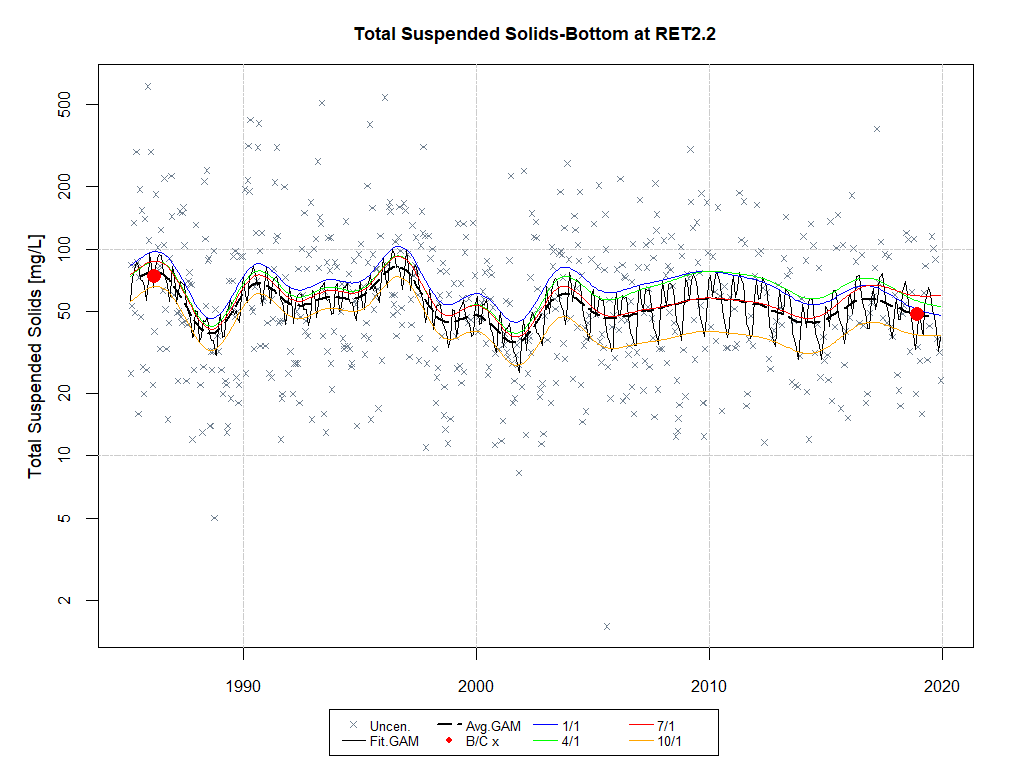 Total Suspended Solids-Bottom at RET2.2
Total Suspended Solids [mg/L]
500
200
100
50
20
10
5
2
1990 2000 2010 2020
Uncen. Avg.GAM 1/1 7/1
Fit.GAM B/C x 4/1 10/1